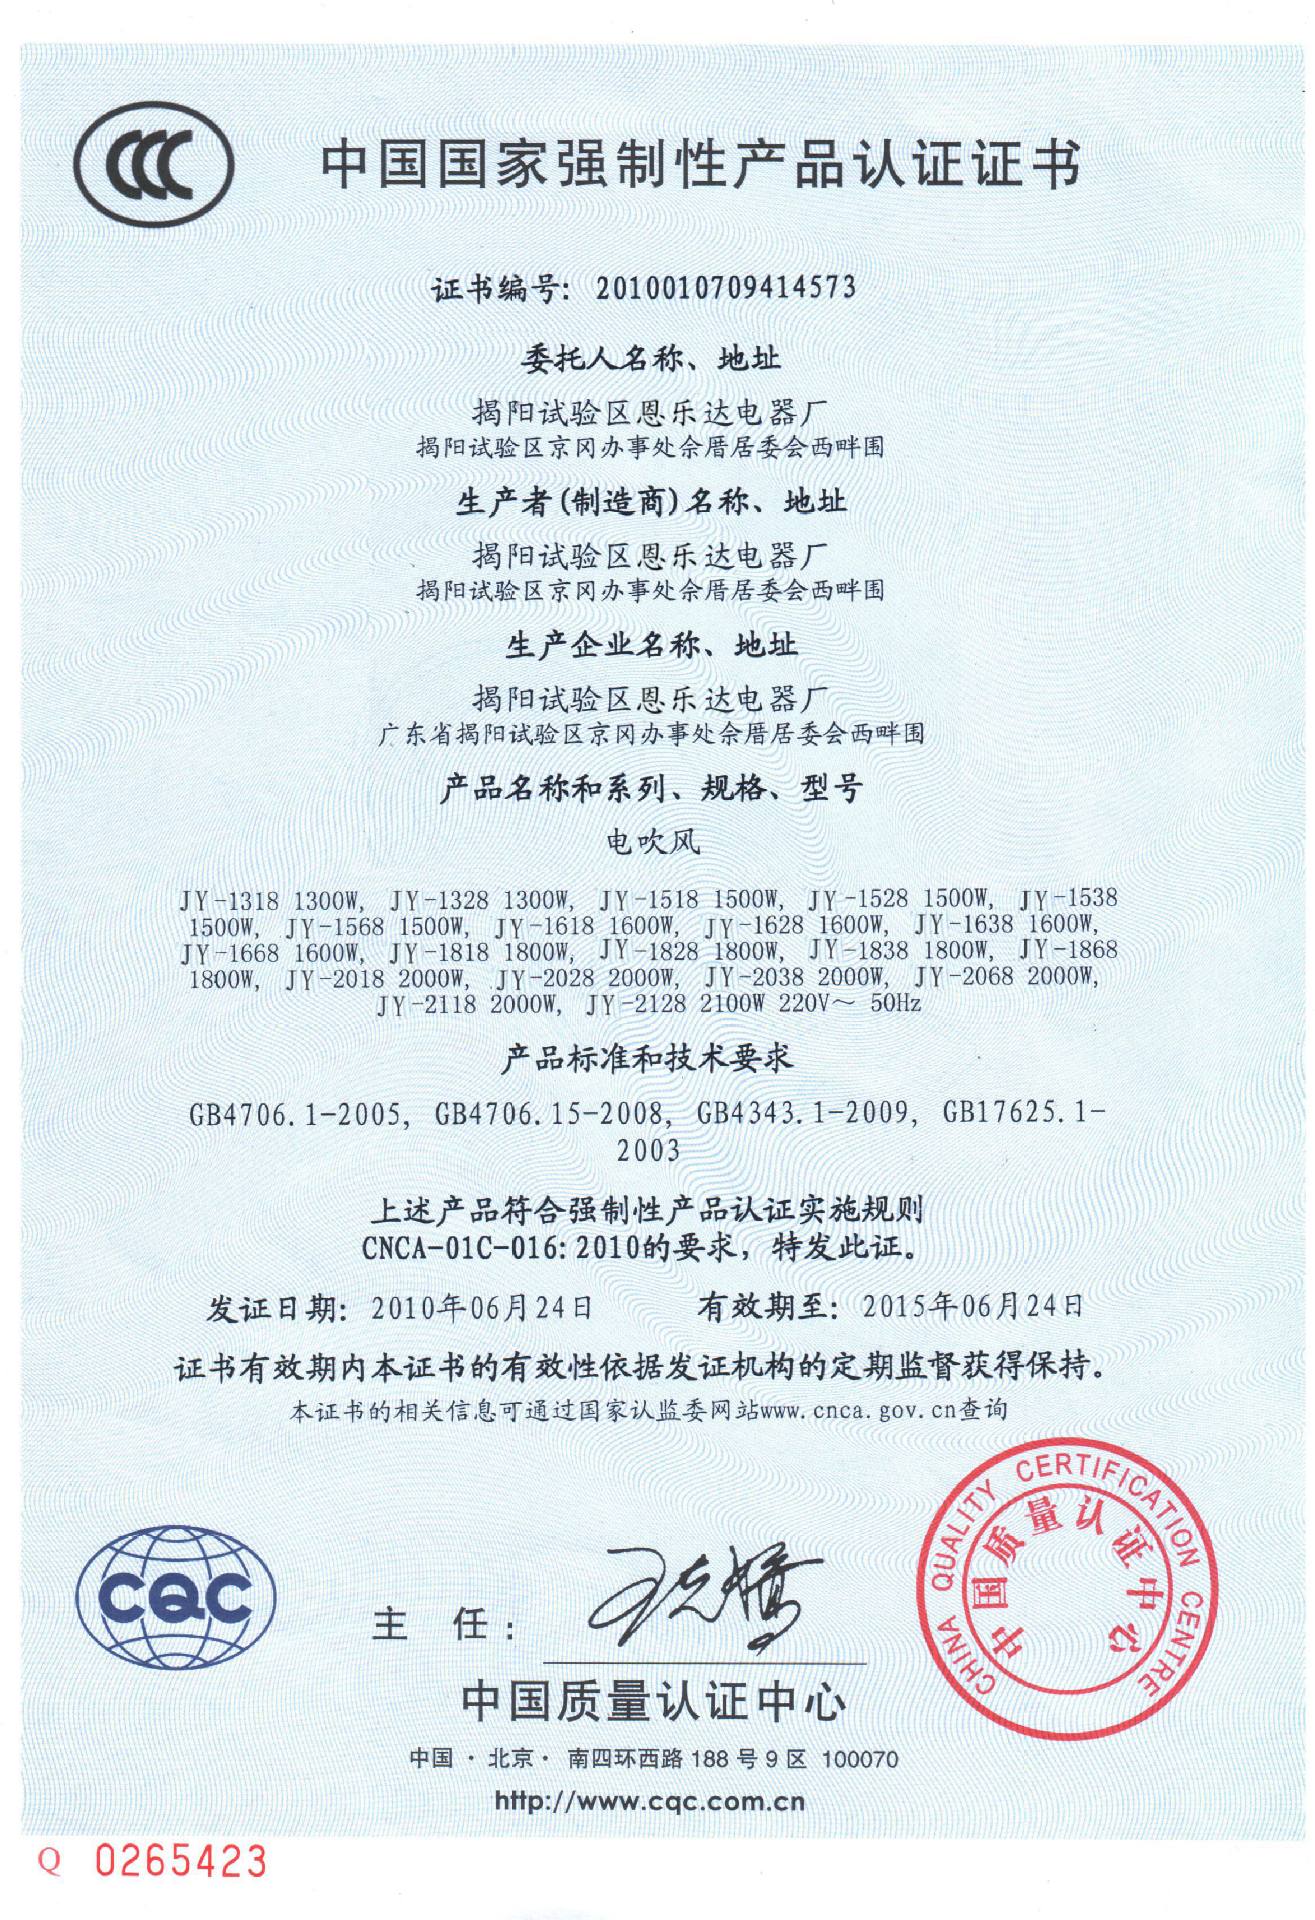 CCC
中国国家强制性产品认证证书
证书编号: 2010010709414573
委托人名称、地址
揭阳试验区恩乐达电器厂
揭阳试验区京冈办事处佘厝居委会西畔围
生产者(制造商)名称、地址
揭阳试验区恩乐达电器厂
揭阳试验区京冈办事处佘厝居委会西畔围
生产企业名称、地址
揭阳试验区恩乐达电器厂
广东省揭阳试验区京冈办事处佘厝居委会西畔围
产品名称和系列、规格、型号
电吹风
JY-1318 1300W, JY-1328 1300W, JY-1518 1500W, JY-1528 1500W, JY-1538
1500W, JY-1568 1500W, JY-1618 1600W, JY-1628 1600W, JY-1638 1600W,
JY-1668 1600W, JY-1818 1800W, JY-1828 1800W, JY-1838 1800W, JY-1868
1800W, JY-2018 2000W, JY-2028 2000W, JY-2038 2000W, JY-2068 2000W,
JY-2118 2000W, JY-2128 2100W 220V～ 50Hz
产品标准和技术要求
GB4706.1-2005, GB4706.15-2008, GB4343.1-2009, GB17625.1-
2003
上述产品符合强制性产品认证实施规则
CNCA-01C-016:2010的要求，特发此证。
发证日期: 2010年06月24日 有效期至: 2015年06月24日
证书有效期内本证书的有效性依据发证机构的定期监督获得保持。
本证书的相关信息可通过国家认监委网站www.cnca.gov.cn查询
CHINA QUALITY CERTIFICATION CENTRE
中国质量认证中心
CQC
主 任：
中国质量认证中心
中国·北京·南四环西路 188 号 9 区 100070
http://www.cqc.com.cn
Q 0265423